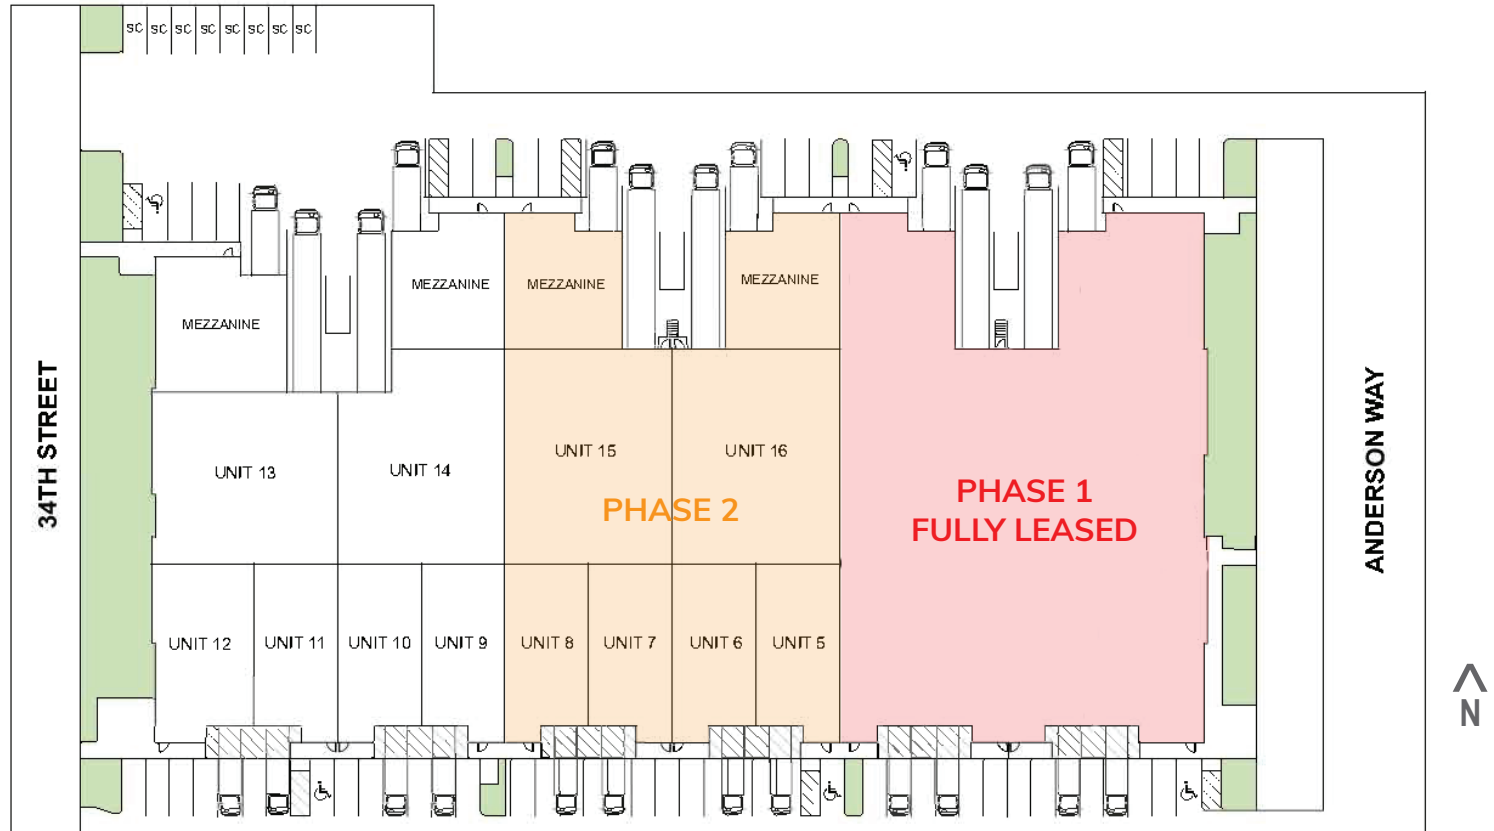 SC SC SC SC SC SC SC SC
MEZZANINE
MEZZANINE
MEZZANINE
MEZZANINE
34TH STREET
UNIT 13
UNIT 14
UNIT 15
UNIT 16
PHASE 2
PHASE 1
FULLY LEASED
ANDERSON WAY
UNIT 12
UNIT 11
UNIT 10
UNIT 9
UNIT 8
UNIT 7
UNIT 6
UNIT 5
N